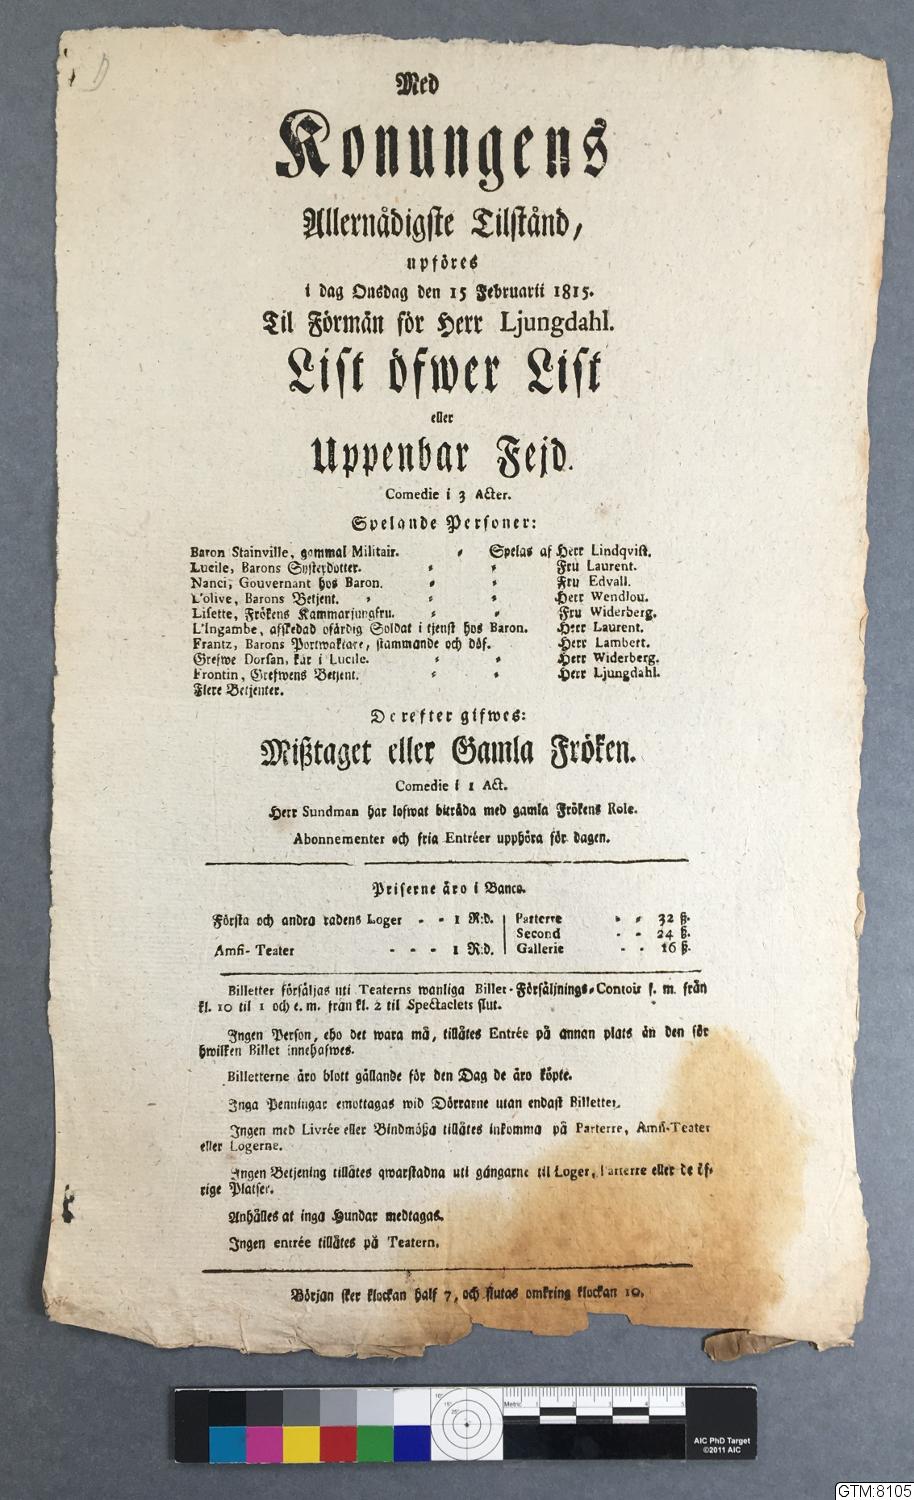 D
Med
Konungens
Allernådigste Tilstånd,
upföres
i dag Onsdag den 15 Februarii 1815.
Til Förmån för Herr Ljungdahl.
List öfwer List
eller
Uppenbar Fejd.
Comedie i 3 Acter.
Spelande Personer:
Baron Stainville, gammal Militair. Spelas af Herr Lindqvist.
Lucile, Barons Systerdotter. Fru Laurent.
Nanci, Gouvernant hos Baron. Fru Edvall.
L'olive, Barons Betjent. Herr Wendlou.
Lisette, Frökens Kammarjungfru. Fru Widerberg.
L'Ingambe, afskedad ofärdig Soldat i tjenst hos Baron. Herr Laurent.
Frantz, Barons Portwaktare, stammande och döf. Herr Lambert.
Grefwe Dorsan, kär i Lucile. Herr Widerberg.
Frontin, Grefwens Betjent. Herr Ljungdahl.
Flere Betjenter.
Derefter gifwes:
Mißtaget eller Gamla Fröken.
Comedie i 1 Act.
Herr Sundman har lofwat biträda med gamla Frökens Role.
Abonnementer och fria Entréer upphöra för dagen.
Priserne äro i Banco.
Första och andra radens Loger - - 1 R:d. Parterre - - 32 ß.
Second - - 24 ß.
Amfi-Teater - - - 1 R:d. Gallerie - - 16 ß.
Billetter försäljas uti Teaterns wanliga Billet-Försäljnings-Contoir f. m. från
kl. 10 til 1 och e. m. från kl. 2 til Spectaclets slut.
Ingen Person, eho det wara må, tillåtes Entrée på annan plats än den för
hwilken Billet innehafwes.
Billetterne äro blott gällande för den Dag de äro köpte.
Inga Penningar emottagas wid Dörrarne utan endast Billetter.
Ingen med Livrée eller Bindmößa tillåtes inkomma på Parterre, Amfi-Teater
eller Logerne.
Ingen Betjening tillåtes qwarstadna uti gångarne til Loger, Parterre eller de öf-
rige Platser.
Anhålles at inga Hundar medtagas.
Ingen entrée tillåtes på Teatern.
Början sker klockan half 7, och slutas omkring klockan 10.
Metric
AIC PhD Target
©2011 AIC
GTM:8105